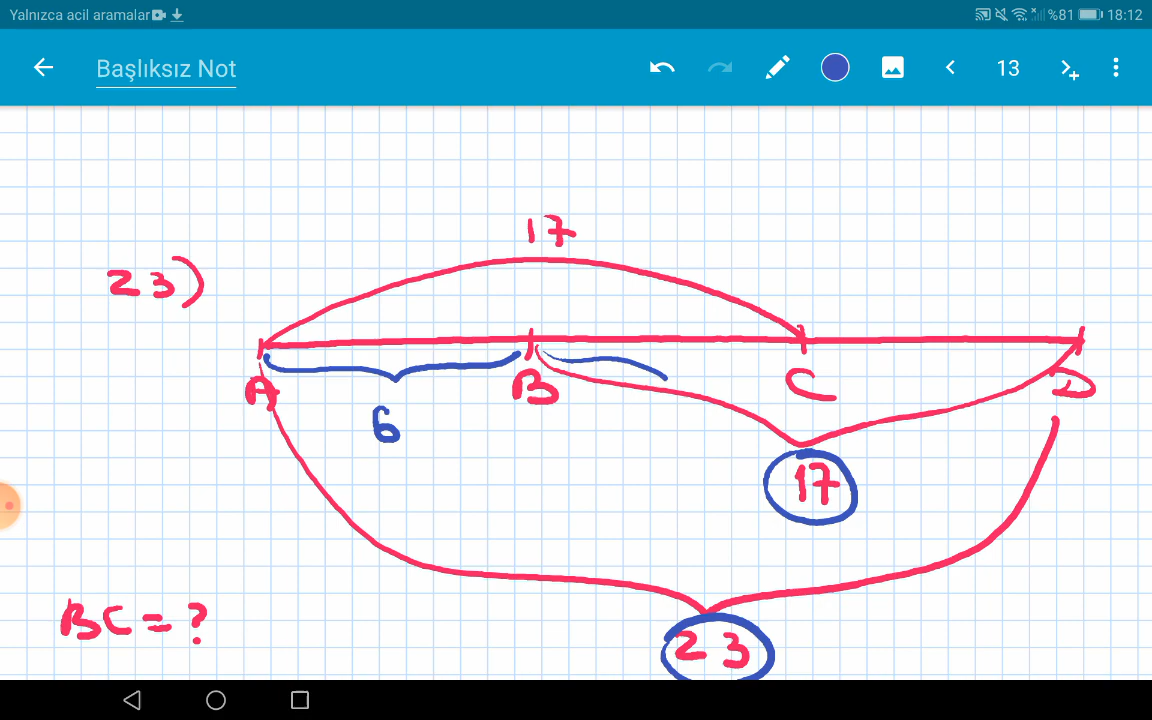 Yalnızca acil aramalar %81 18:12
Başlıksız Not 13
17
23)
A B C D
6
17
BC = ?
23